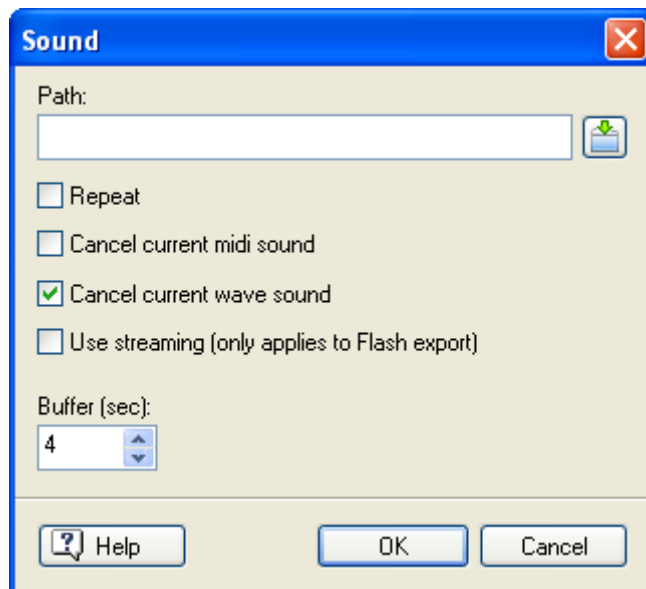 Sound
Path:
Repeat
Cancel current midi sound
Cancel current wave sound
Use streaming (only applies to Flash export)
Buffer (sec):
4
Help
OK
Cancel